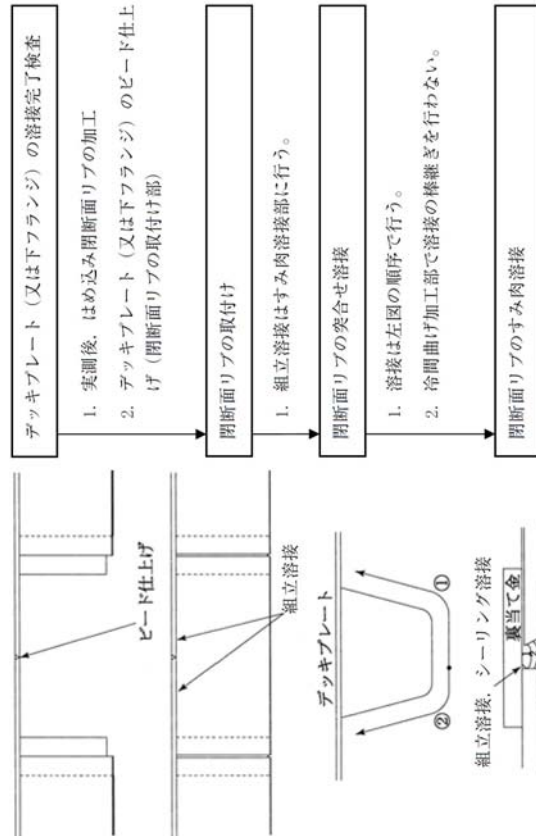 デッキプレート（又は下フランジ）の溶接完了検査
1. 実測後，はめ込み閉断面リブの加工
2. デッキプレート（又は下フランジ）のビード仕上
げ（閉断面リブの取付け部）
閉断面リブの取付け
1. 組立溶接はすみ肉溶接部に行う。
閉断面リブの突合せ溶接
1. 溶接は左図の順序で行う。
2. 冷間曲げ加工部で溶接の棒継ぎを行わない。
閉断面リブのすみ肉溶接
ビード仕上げ
組立溶接
デッキプレート
①
②
組立溶接，シーリング溶接
裏当て金